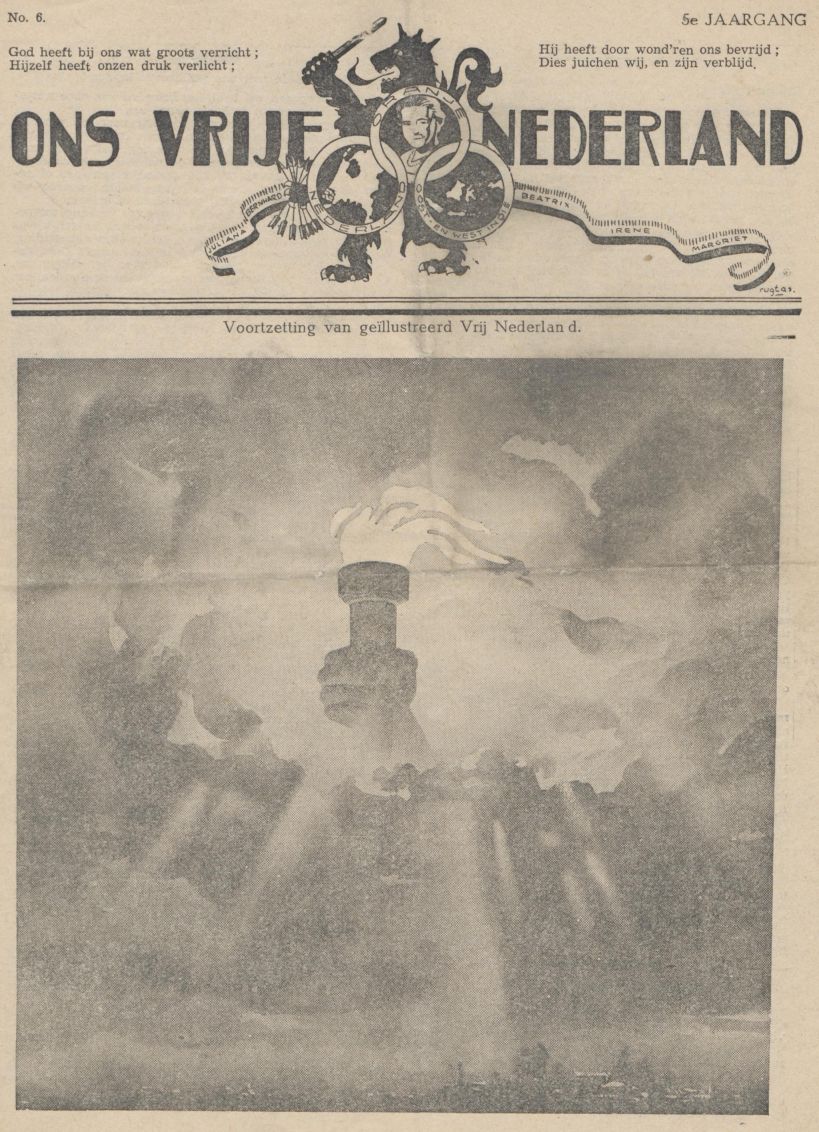 No. 6.
5e JAARGANG
God heeft bij ons wat groots verricht ;
Hijzelf heeft onzen druk verlicht ;
Hij heeft door wond'ren ons bevrijd ;
Dies juichen wij, en zijn verblijd.
ONS VRIJE NEDERLAND
ORANJE
NEDERLAND
OOST- EN WEST-INDIË
JULIANA
BERNHARD
BEATRIX
IRENE
MARGRIET
Voortzetting van geïllustreerd Vrij Nederland.